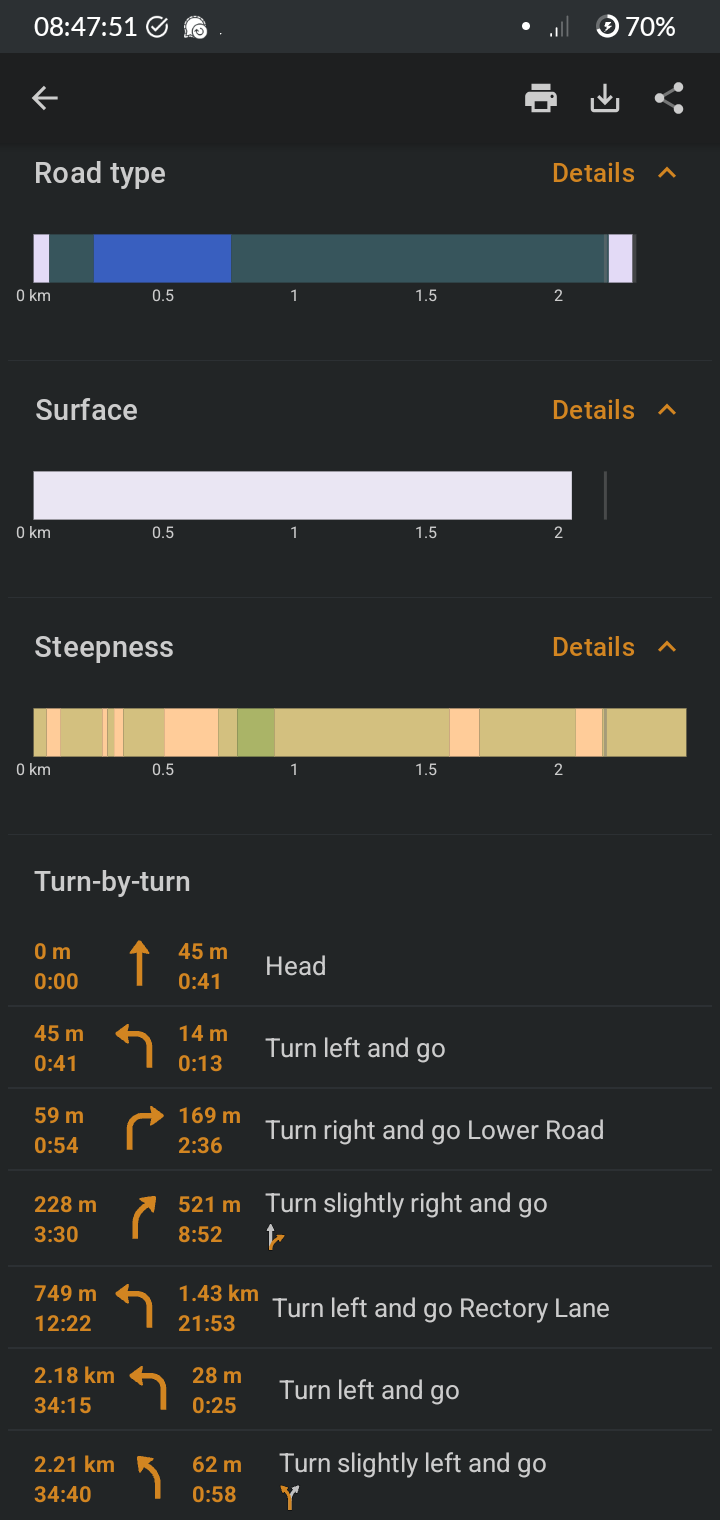 08:47:51 70%
Road type Details
0 km 0.5 1 1.5 2
Surface Details
0 km 0.5 1 1.5 2
Steepness Details
0 km 0.5 1 1.5 2
Turn-by-turn
0 m 45 m
0:00 0:41
Head
45 m 14 m
0:41 0:13
Turn left and go
59 m 169 m
0:54 2:36
Turn right and go Lower Road
228 m 521 m
3:30 8:52
Turn slightly right and go
749 m 1.43 km
12:22 21:53
Turn left and go Rectory Lane
2.18 km 28 m
34:15 0:25
Turn left and go
2.21 km 62 m
34:40 0:58
Turn slightly left and go